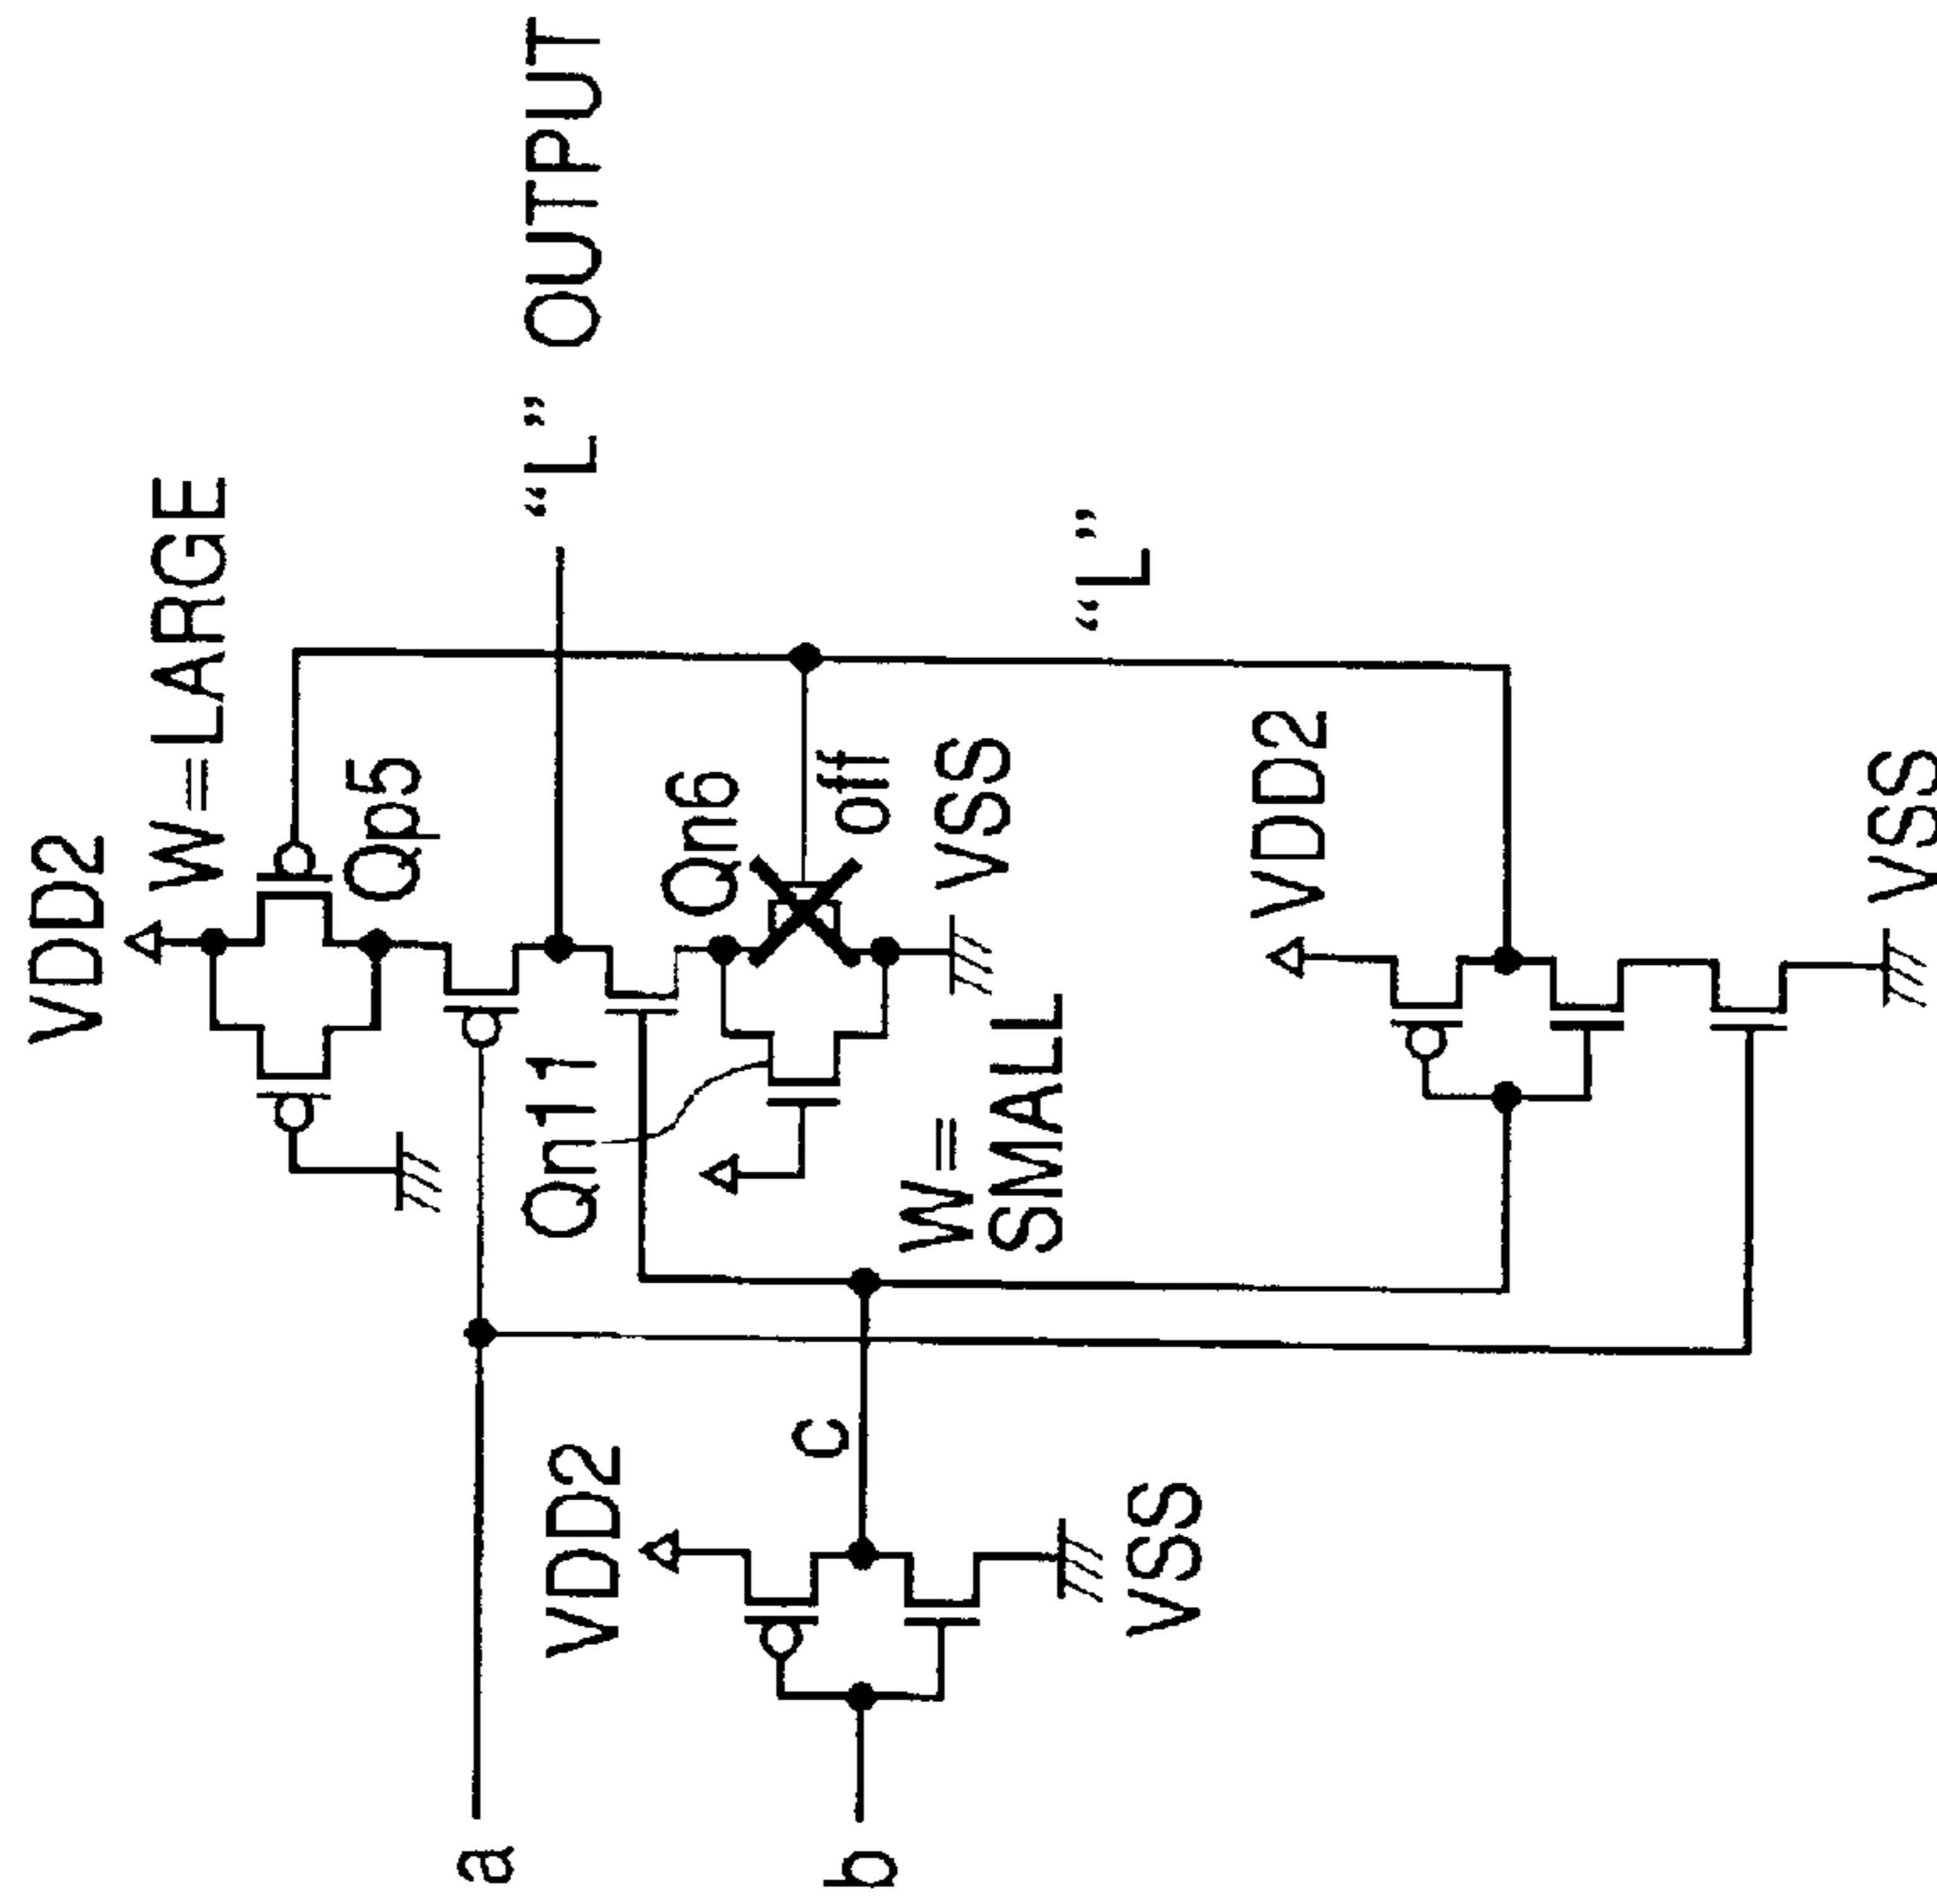 VDD2
W=LARGE
Qp5
"L" OUTPUT
Qn11
Qn6
off
VSS
W=
SMALL
"L"
a
VDD2
c
b
VSS
VDD2
VSS